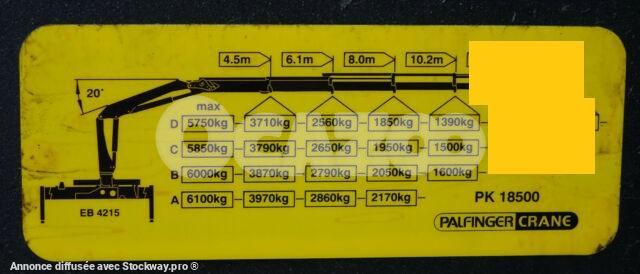 4.5m 6.1m 8.0m 10.2m
20°
max
D 5750kg 3710kg 2560kg 1850kg 1390kg
C 5850kg 3790kg 2650kg 1950kg 1500kg
B 6000kg 3870kg 2790kg 2050kg 1600kg
A 6100kg 3970kg 2860kg 2170kg
EB 4215
PK 18500
PALFINGER CRANE
Annonce diffusée avec Stockway.pro ®